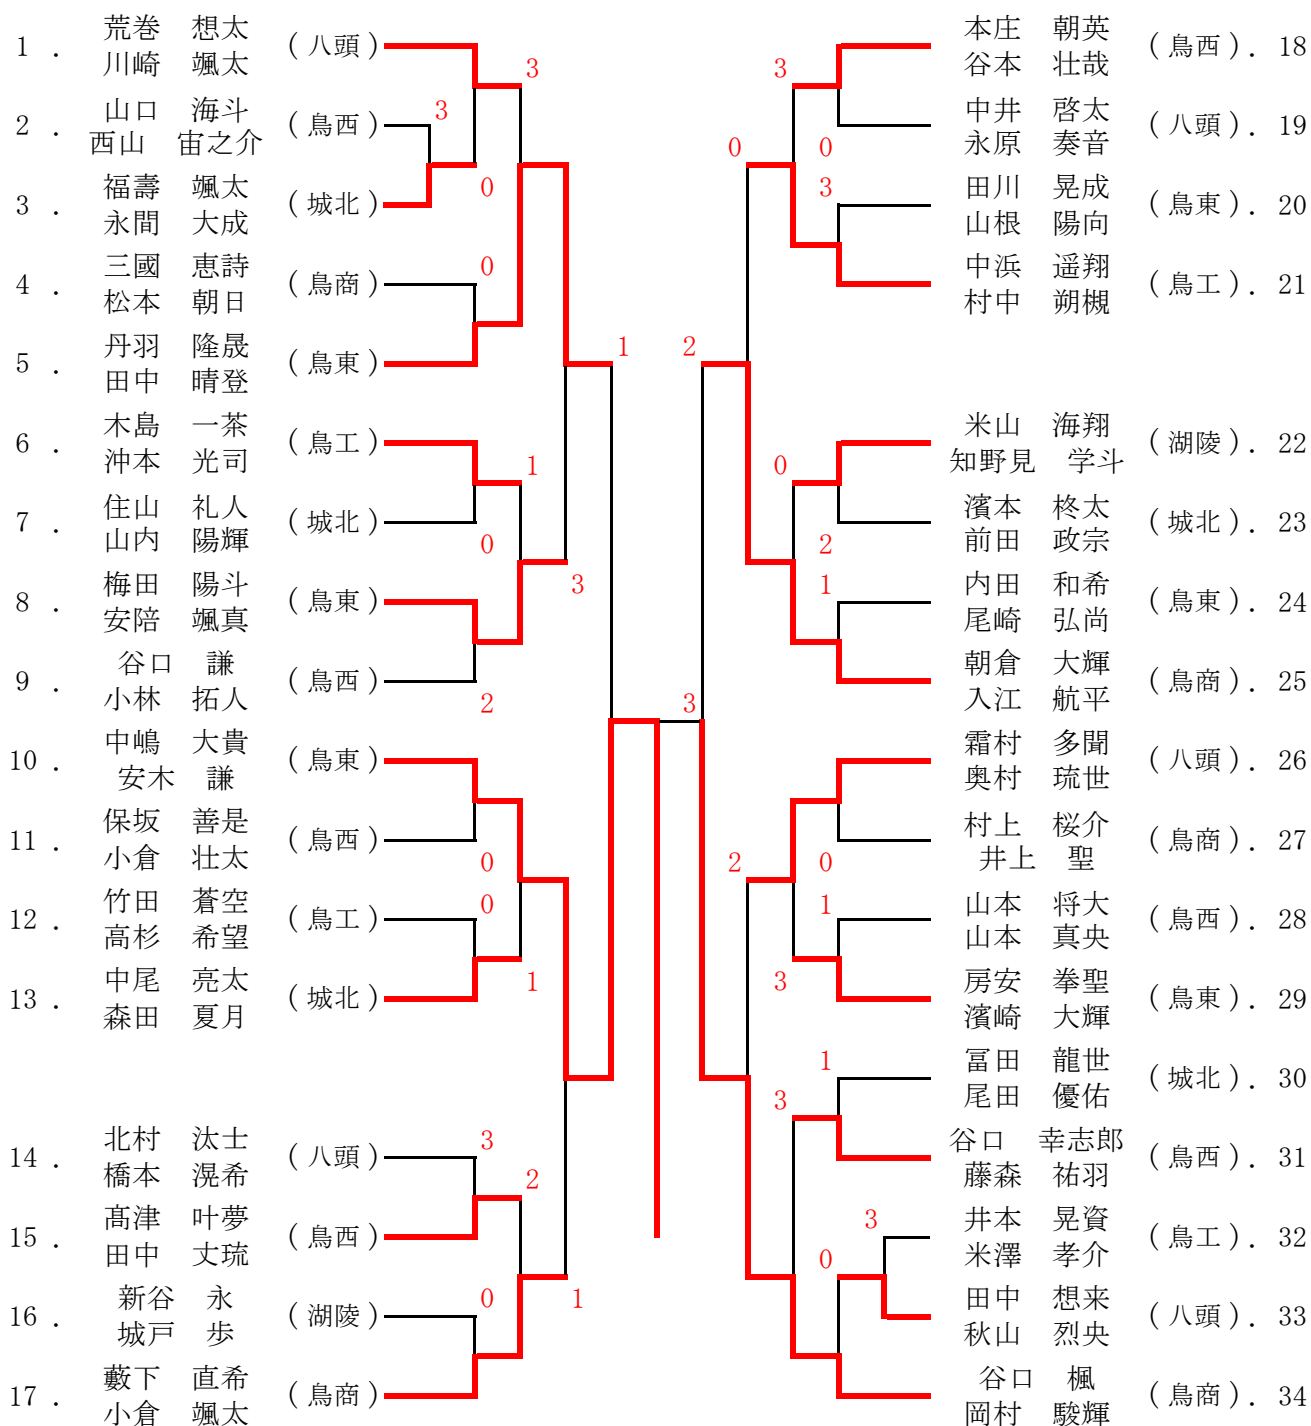 1 . 荒巻 想太 (八頭)
川崎 颯太
3
2 . 山口 海斗 (鳥西)
西山 宙之介
3
0
3 . 福壽 颯太 (城北)
永間 大成
4 . 三國 恵詩 (鳥商)
松本 朝日
0
5 . 丹羽 隆晟 (鳥東)
田中 晴登
1
6 . 木島 一茶 (鳥工)
沖本 光司
1
7 . 住山 礼人 (城北)
山内 陽輝
0
8 . 梅田 陽斗 (鳥東)
安陪 颯真
3
9 . 谷口 謙 (鳥西)
小林 拓人
2
10 . 中嶋 大貴 (鳥東)
安木 謙
11 . 保坂 善是 (鳥西)
小倉 壮太
0
12 . 竹田 蒼空 (鳥工)
高杉 希望
0
13 . 中尾 亮太 (城北)
森田 夏月
1
14 . 北村 汰士 (八頭)
橋本 滉希
3
2
15 . 髙津 叶夢 (鳥西)
田中 丈琉
16 . 新谷 永 (湖陵)
城戸 歩
0
1
17 . 藪下 直希 (鳥商)
小倉 颯太
3
本庄 朝英 (鳥西) . 18
谷本 壮哉
3
中井 啓太 (八頭) . 19
永原 奏音
0
0
田川 晃成 (鳥東) . 20
山根 陽向
3
中浜 遥翔 (鳥工) . 21
村中 朔槻
2
米山 海翔 (湖陵) . 22
知野見 学斗
0
濱本 柊太 (城北) . 23
前田 政宗
2
内田 和希 (鳥東) . 24
尾崎 弘尚
1
朝倉 大輝 (鳥商) . 25
入江 航平
霜村 多聞 (八頭) . 26
奥村 琉世
村上 桜介 (鳥商) . 27
井上 聖
2
0
山本 将大 (鳥西) . 28
山本 真央
1
房安 拳聖 (鳥東) . 29
濱崎 大輝
3
冨田 龍世 (城北) . 30
尾田 優佑
1
3
谷口 幸志郎 (鳥西) . 31
藤森 祐羽
井本 晃資 (鳥工) . 32
米澤 孝介
3
0
田中 想来 (八頭) . 33
秋山 烈央
谷口 楓 (鳥商) . 34
岡村 駿輝